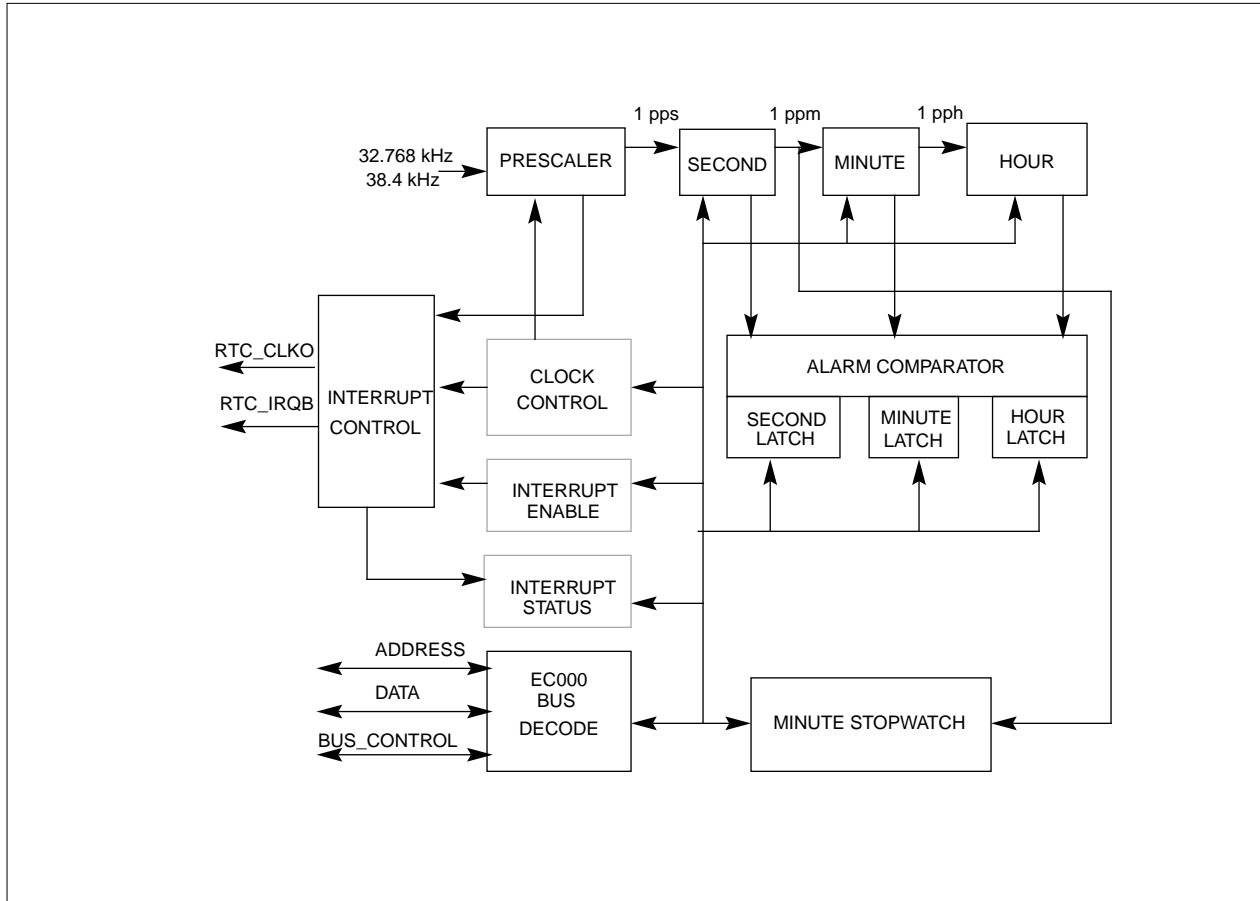 1 pps
1 ppm
1 pph
32.768 kHz
38.4 kHz
PRESCALER
SECOND
MINUTE
HOUR
RTC_CLKO
RTC_IRQB
INTERRUPT
CONTROL
CLOCK
CONTROL
ALARM COMPARATOR
SECOND
LATCH
MINUTE
LATCH
HOUR
LATCH
INTERRUPT
ENABLE
INTERRUPT
STATUS
ADDRESS
DATA
BUS_CONTROL
EC000
BUS
DECODE
MINUTE STOPWATCH